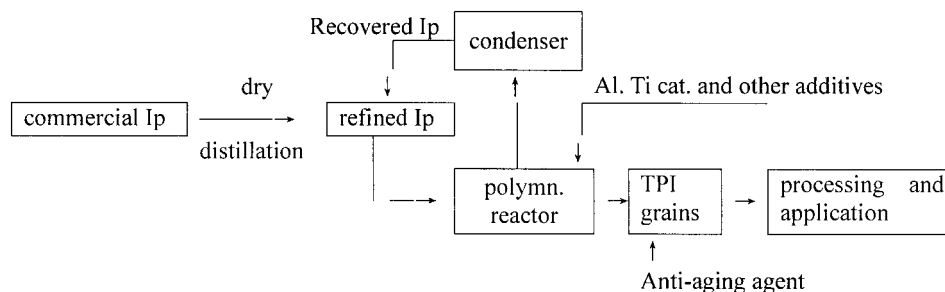 Recovered Ip
condenser
dry
Al. Ti cat. and other additives
commercial Ip
refined Ip
distillation
polymn.
reactor
TPI
grains
processing and
application
Anti-aging agent